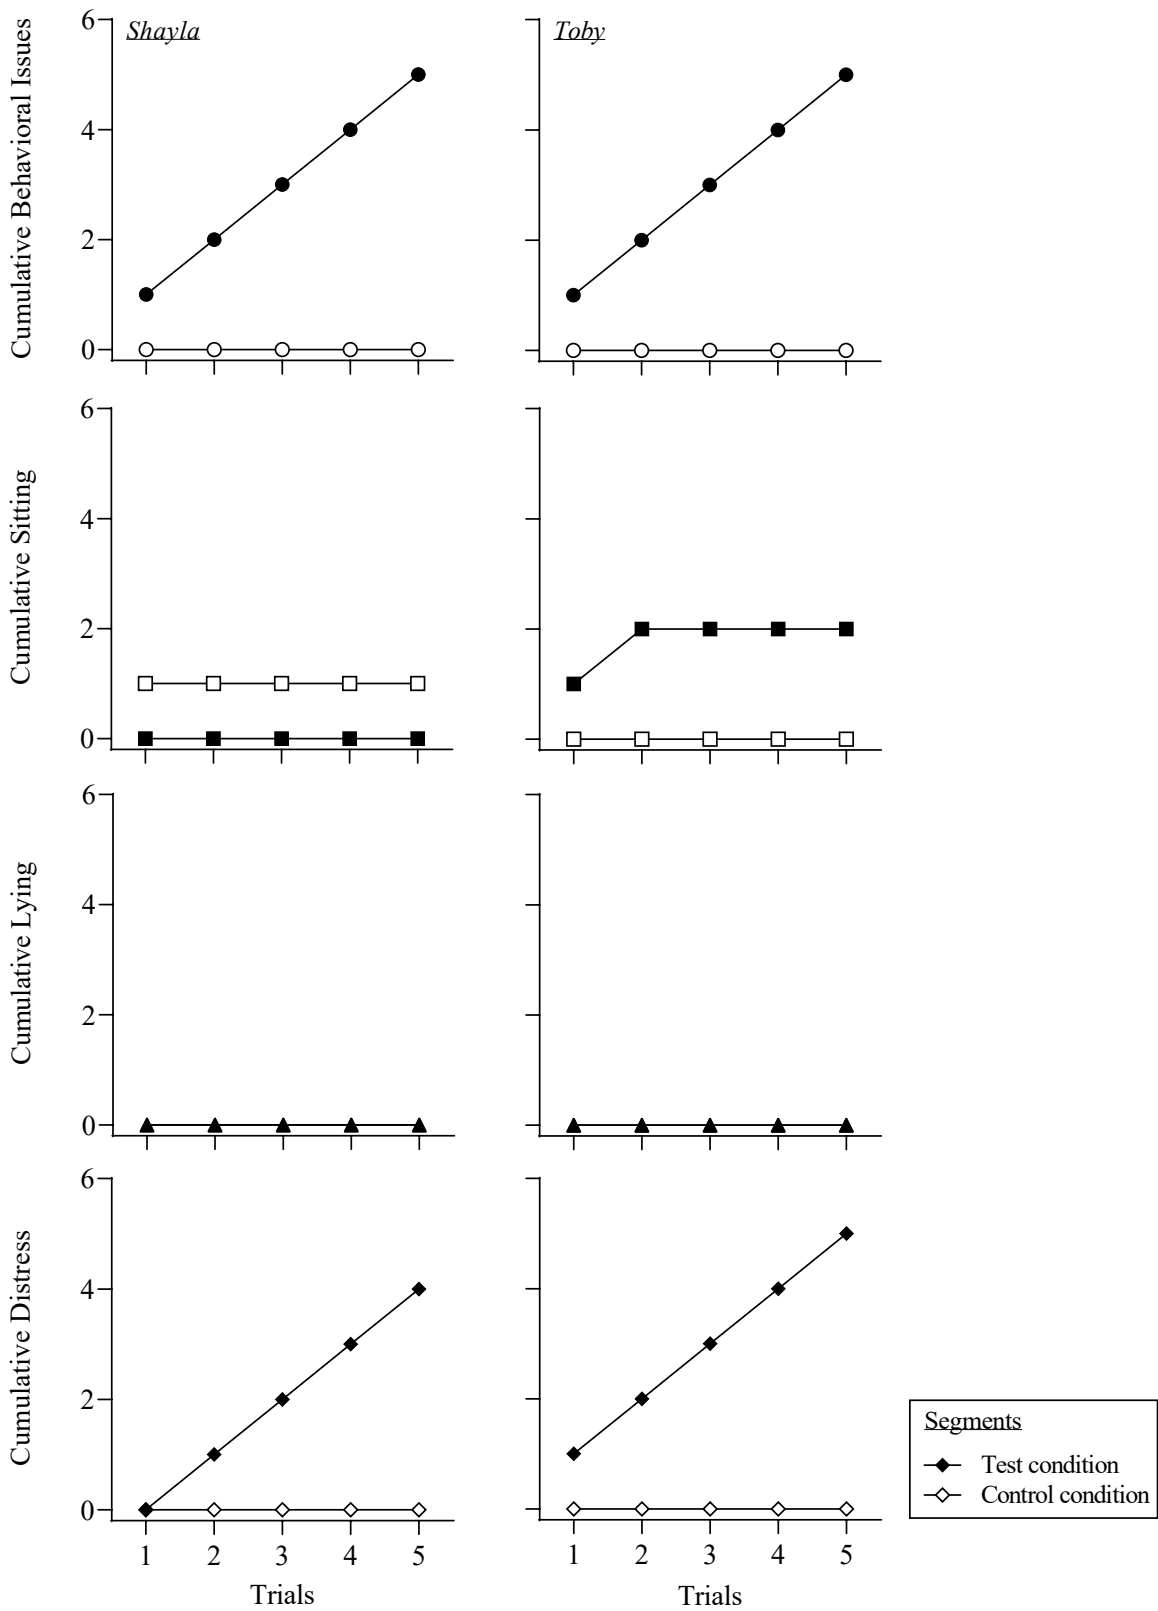 Shayla
Toby
Cumulative Behavioral Issues
6
4
2
0
Cumulative Sitting
6
4
2
0
Cumulative Lying
6
4
2
0
Cumulative Distress
6
4
2
0
1 2 3 4 5
Trials
1 2 3 4 5
Trials
Segments
Test condition
Control condition